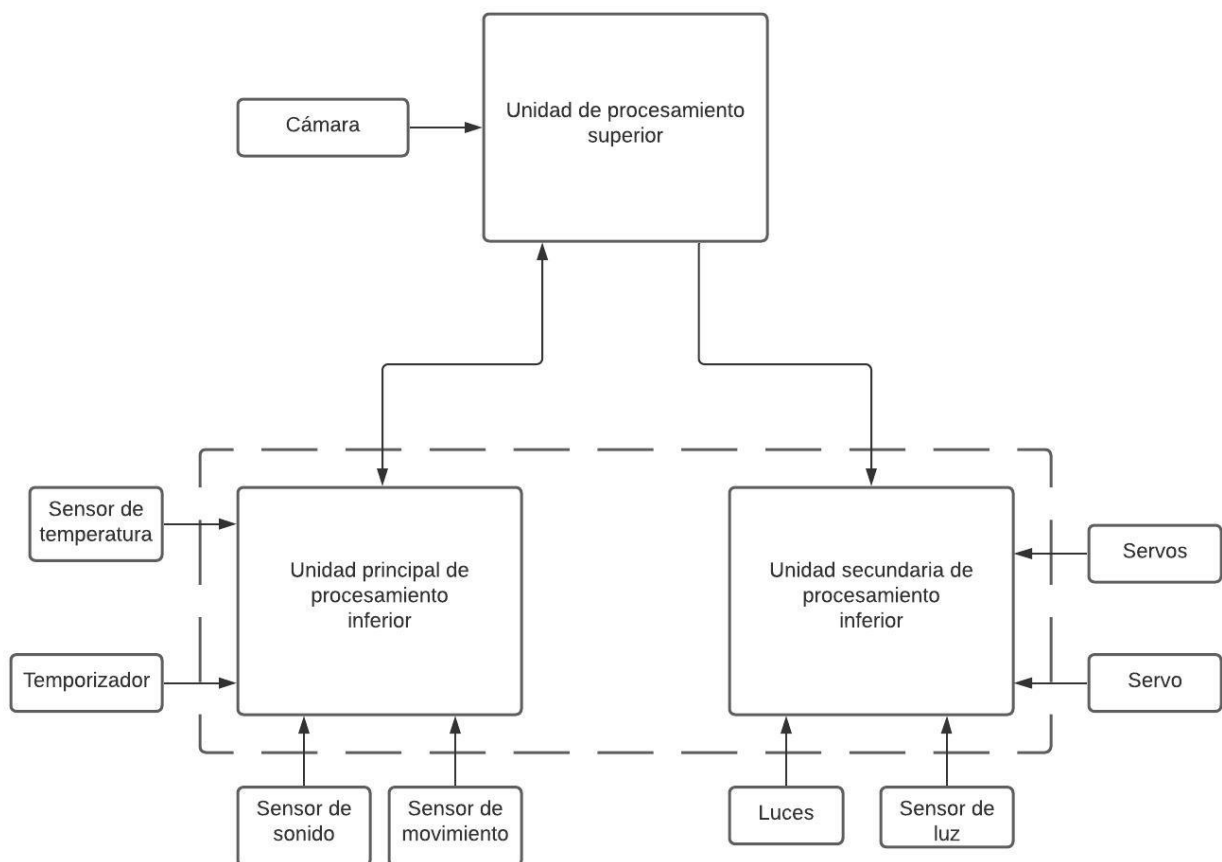 Unidad de procesamiento
superior
Cámara
Sensor de
temperatura
Unidad principal de
procesamiento
inferior
Unidad secundaria de
procesamiento
inferior
Servos
Temporizador
Servo
Sensor de
sonido
Sensor de
movimiento
Luces
Sensor de
luz